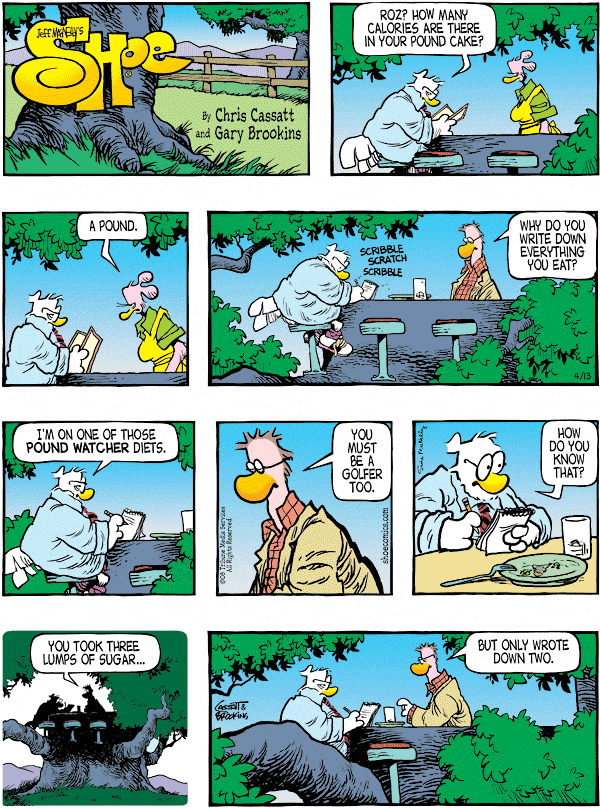 Jeff MacNelly's
SHOE
By Chris Cassatt
and Gary Brookins
ROZ? HOW MANY
CALORIES ARE THERE
IN YOUR POUND CAKE?
A POUND.
SCRIBBLE
SCRATCH
SCRIBBLE
WHY DO YOU
WRITE DOWN
EVERYTHING
YOU EAT?
4/13
I'M ON ONE OF THOSE
POUND WATCHER DIETS.
YOU
MUST
BE A
GOLFER
TOO.
©08 Tribune Media Services
All Rights Reserved
shoecomics.com
HOW
DO YOU
KNOW
THAT?
YOU TOOK THREE
LUMPS OF SUGAR...
BUT ONLY WROTE
DOWN TWO.
CASSATT &
BROOKINS